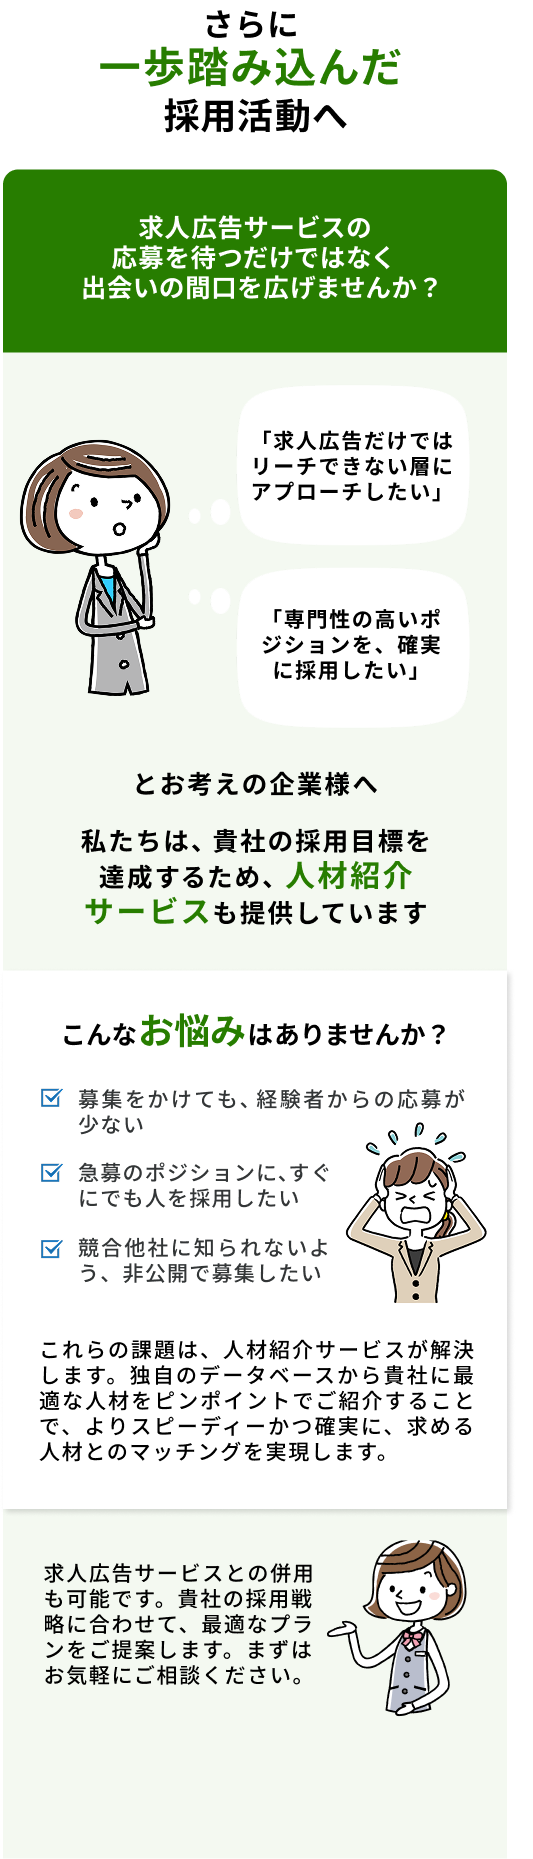 さらに
一歩踏み込んだ
採用活動へ
求人広告サービスの
応募を待つだけではなく
出会いの間口を広げませんか？
「求人広告だけでは
リーチできない層に
アプローチしたい」
「専門性の高いポ
ジションを、確実
に採用したい」
とお考えの企業様へ
私たちは、貴社の採用目標を
達成するため、人材紹介
サービスも提供しています
こんなお悩みはありませんか？
募集をかけても、経験者からの応募が
少ない
急募のポジションに、すぐ
にでも人を採用したい
競合他社に知られないよ
う、非公開で募集したい
これらの課題は、人材紹介サービスが解決
します。独自のデータベースから貴社に最
適な人材をピンポイントでご紹介すること
で、よりスピーディーかつ確実に、求める
人材とのマッチングを実現します。
求人広告サービスとの併用
も可能です。貴社の採用戦
略に合わせて、最適なプラ
ンをご提案します。まずは
お気軽にご相談ください。